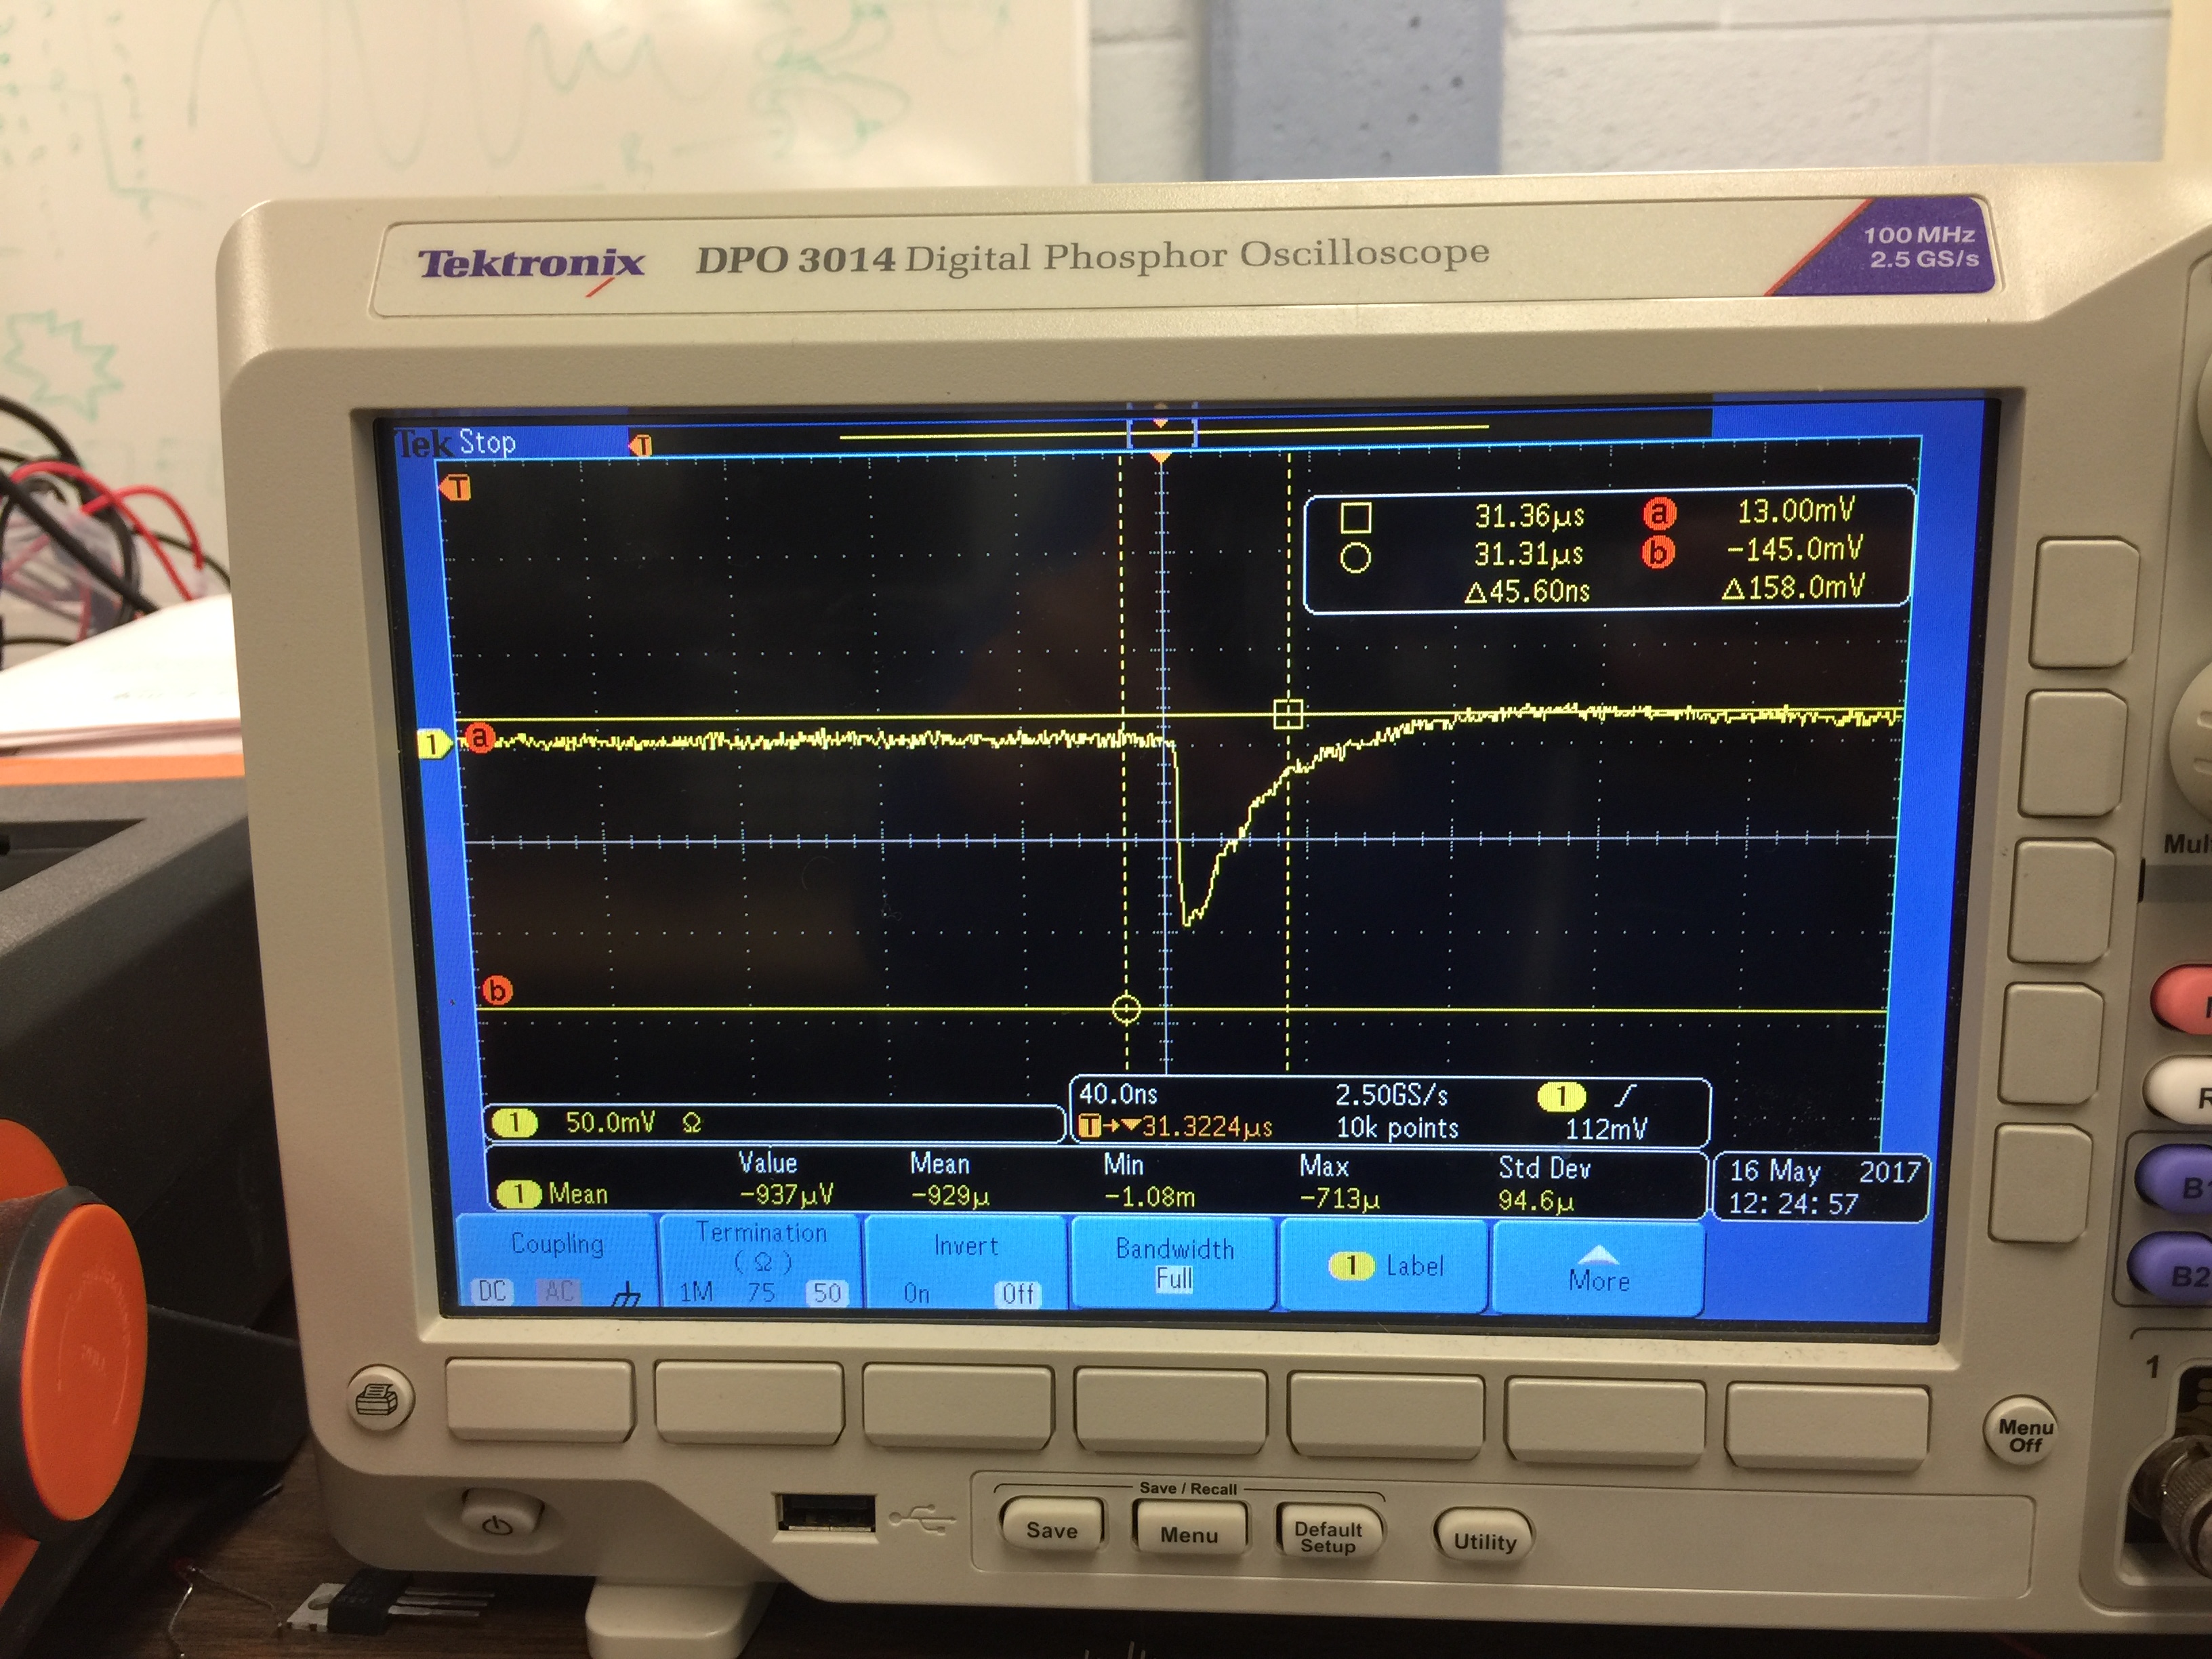 Tektronix DPO 3014 Digital Phosphor Oscilloscope
100 MHz
2.5 GS/s
Tek Stop
T
T
31.36µs a 13.00mV
31.31µs b -145.0mV
Δ45.60ns Δ158.0mV
1 a
b
1 50.0mV Ω
40.0ns 2.50GS/s 1
T→▼31.3224µs 10k points 112mV
Value Mean Min Max Std Dev
1 Mean -937µV -929µ -1.08m -713µ 94.6µ
16 May 2017
12:24:57
Coupling
DC AC
Termination
(Ω)
1M 75 50
Invert
On Off
Bandwidth
Full
1 Label
More
Menu
Off
Save / Recall
Save
Menu
Default
Setup
Utility
Mul
R
B1
B2
1